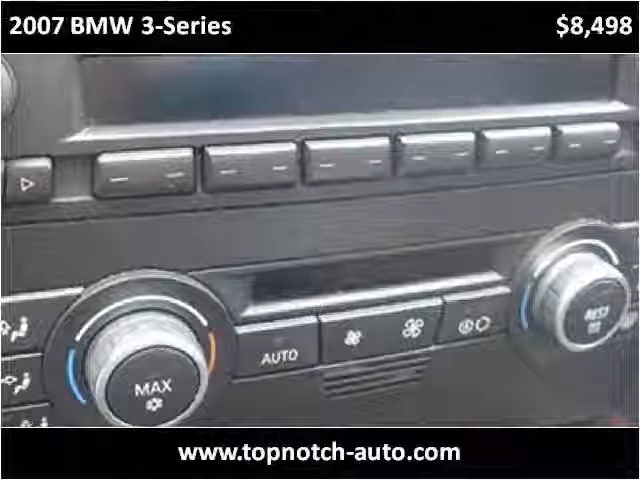 2007 BMW 3-Series $8,498
AUTO
MAX
REST
www.topnotch-auto.com